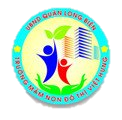 UBND QUẬN LONG BIÊN
TRƯỜNG MẦM NON ĐÔ THỊ VIỆT HƯNG